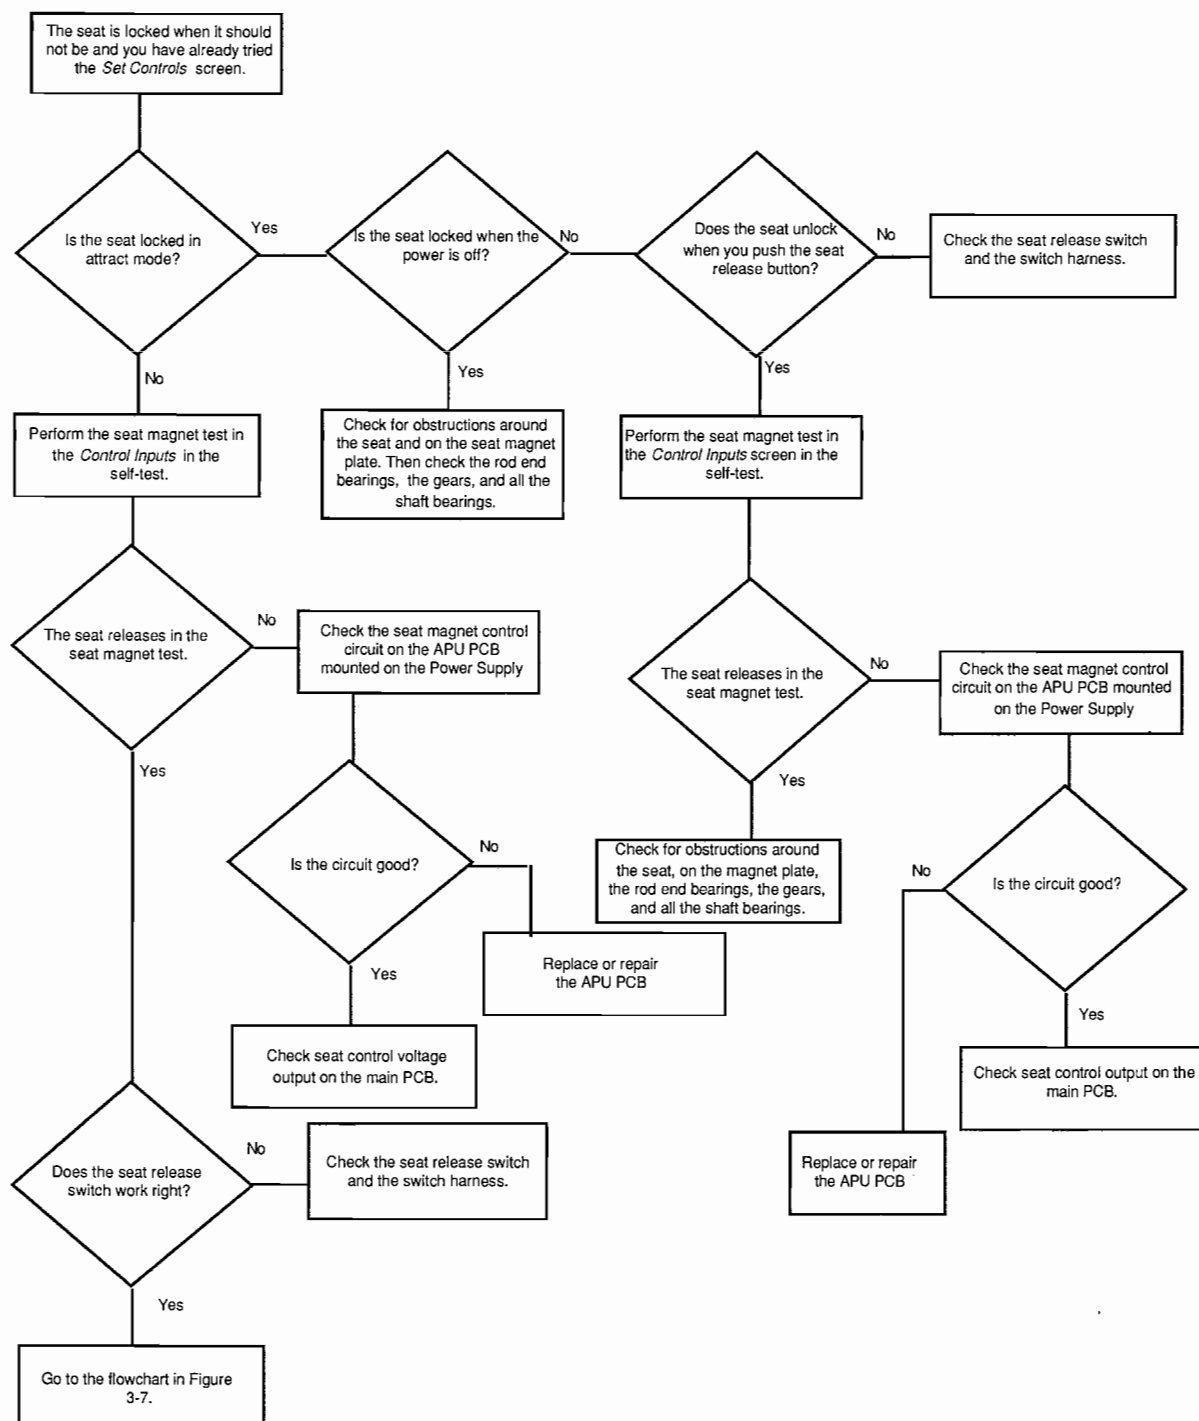 The seat is locked when it should
not be and you have already tried
the Set Controls screen.
Is the seat locked in
attract mode?
Yes
Is the seat locked when the
power is off?
No
Does the seat unlock
when you push the seat
release button?
No
Check the seat release switch
and the switch harness.
No
Yes
Yes
Perform the seat magnet test in
the Control Inputs in the
self-test.
Check for obstructions around
the seat and on the seat magnet
plate. Then check the rod end
bearings, the gears, and all the
shaft bearings.
Perform the seat magnet test in
the Control Inputs screen in the
self-test.
The seat releases in the
seat magnet test.
No
Check the seat magnet control
circuit on the APU PCB
mounted on the Power Supply
The seat releases in the
seat magnet test.
No
Check the seat magnet control
circuit on the APU PCB mounted
on the Power Supply
Yes
Yes
Is the circuit good?
No
Check for obstructions around
the seat, on the magnet plate,
the rod end bearings, the gears,
and all the shaft bearings.
No
Is the circuit good?
Yes
Replace or repair
the APU PCB
Yes
Check seat control voltage
output on the main PCB.
Check seat control output on the
main PCB.
Does the seat release
switch work right?
No
Check the seat release switch
and the switch harness.
Replace or repair
the APU PCB
Yes
Go to the flowchart in Figure
3-7.